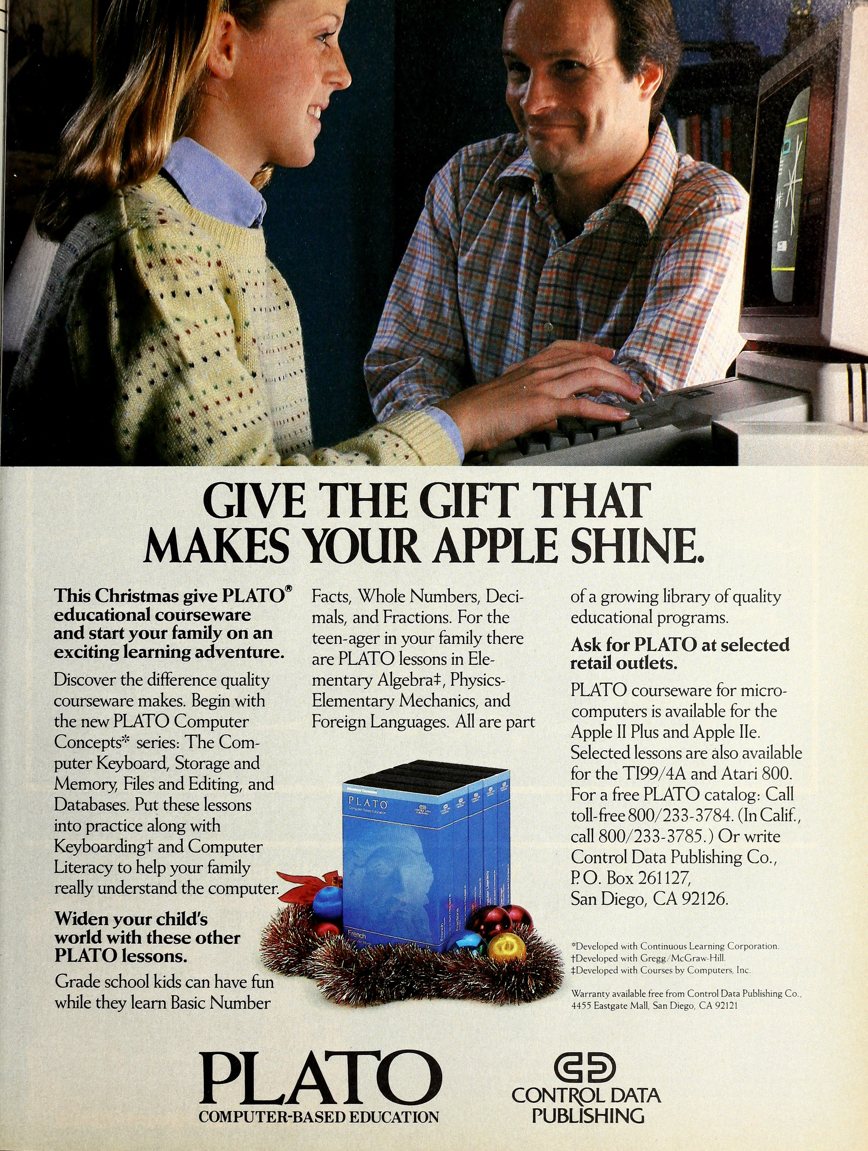 GIVE THE GIFT THAT
MAKES YOUR APPLE SHINE.
This Christmas give PLATO®
educational courseware
and start your family on an
exciting learning adventure.
Discover the difference quality
courseware makes. Begin with
the new PLATO Computer
Concepts* series: The Com-
puter Keyboard, Storage and
Memory, Files and Editing, and
Databases. Put these lessons
into practice along with
Keyboarding† and Computer
Literacy to help your family
really understand the computer.
Widen your child's
world with these other
PLATO lessons.
Grade school kids can have fun
while they learn Basic Number
Facts, Whole Numbers, Deci-
mals, and Fractions. For the
teen-ager in your family there
are PLATO lessons in Ele-
mentary Algebra‡, Physics-
Elementary Mechanics, and
Foreign Languages. All are part
of a growing library of quality
educational programs.
Ask for PLATO at selected
retail outlets.
PLATO courseware for micro-
computers is available for the
Apple II Plus and Apple IIe.
Selected lessons are also available
for the TI99/4A and Atari 800.
For a free PLATO catalog: Call
toll-free 800/233-3784. (In Calif.,
call 800/233-3785.) Or write
Control Data Publishing Co.,
P.O. Box 261127,
San Diego, CA 92126.
PLATO
French
*Developed with Continuous Learning Corporation.
†Developed with Gregg/McGraw-Hill.
‡Developed with Courses by Computers, Inc.
Warranty available free from Control Data Publishing Co.,
4455 Eastgate Mall, San Diego, CA 92121
PLATO
COMPUTER-BASED EDUCATION
CONTROL DATA
PUBLISHING